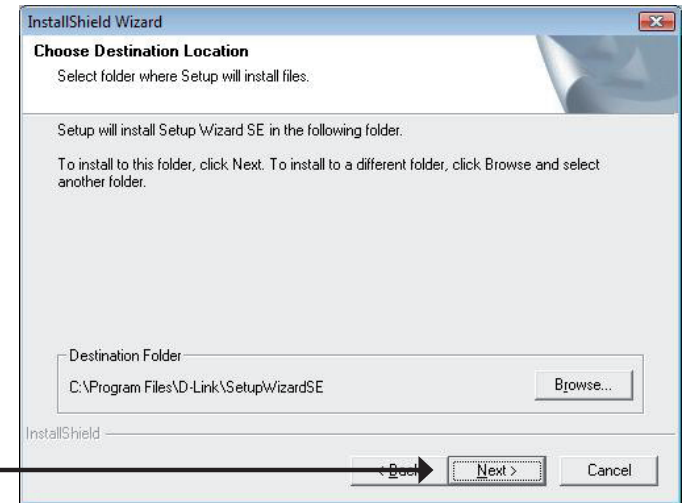 InstallShield Wizard
Choose Destination Location
Select folder where Setup will install files.
Setup will install Setup Wizard SE in the following folder.
To install to this folder, click Next. To install to a different folder, click Browse and select
another folder.
Destination Folder
C:\Program Files\D-Link\SetupWizardSE
Browse...
InstallShield
< Back Next > Cancel